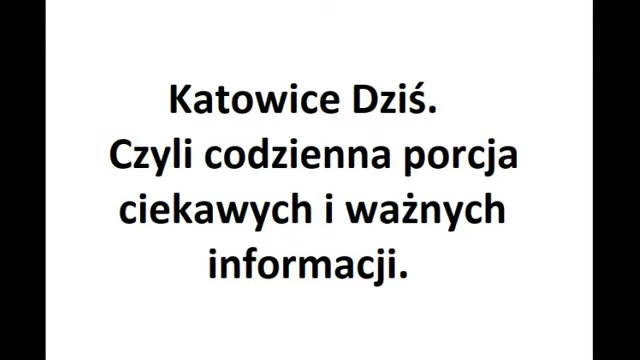 Katowice Dziś.
Czyli codzienna porcja
ciekawych i ważnych
informacji.